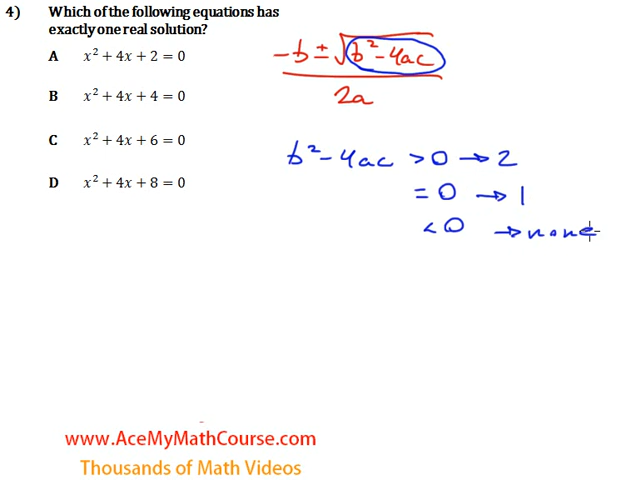 4) Which of the following equations has
exactly one real solution?
A x² + 4x + 2 = 0
B x² + 4x + 4 = 0
C x² + 4x + 6 = 0
D x² + 4x + 8 = 0
-b ± √(b² - 4ac)
2a
b² - 4ac > 0 → 2
= 0 → 1
< 0 → none
www.AceMyMathCourse.com
Thousands of Math Videos